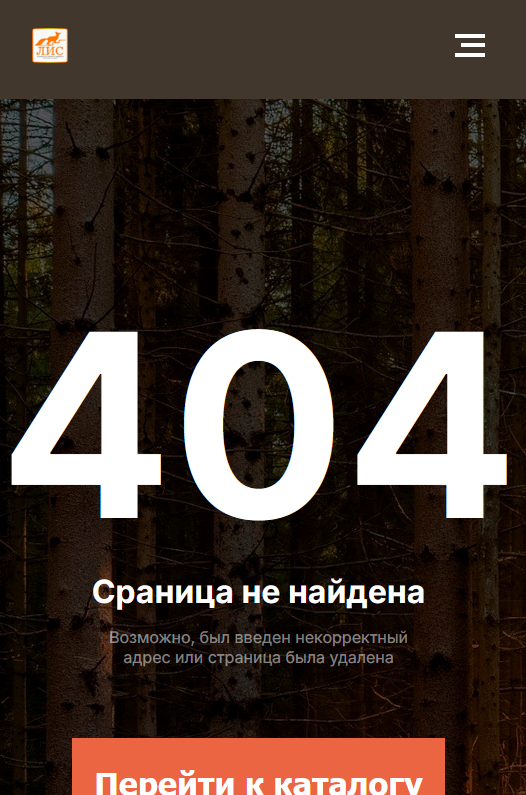 ЛИС
404
Сраница не найдена
Возможно, был введен некорректный
адрес или страница была удалена
Перейти к каталогу